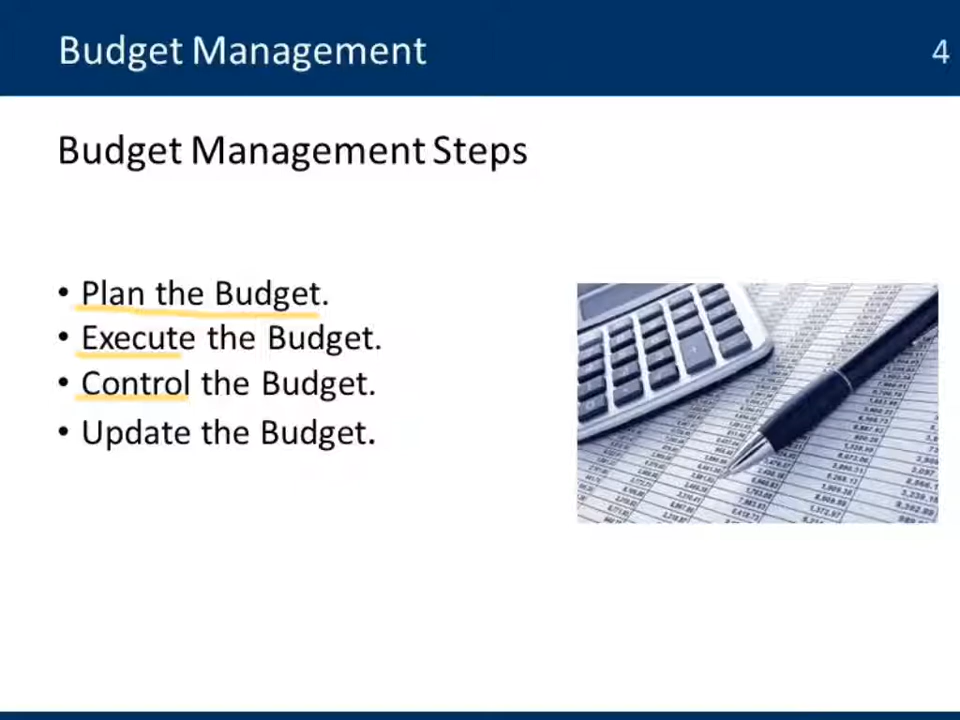 Budget Management
4
Budget Management Steps
• Plan the Budget.
• Execute the Budget.
• Control the Budget.
• Update the Budget.